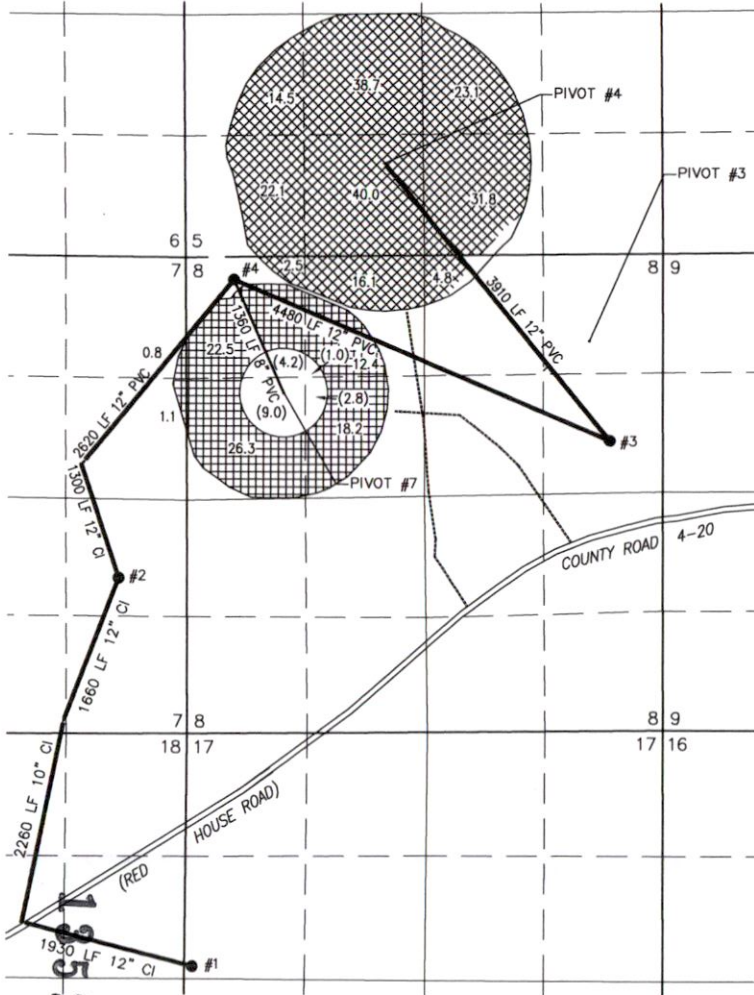 38.7
14.5
23.1
PIVOT #4
PIVOT #3
22.1
40.0
31.8
6 5
7 8
8 9
2.5
16.1
4.8
#4
3910 LF 12" PVC
4480 LF 12" PVC
1360 LF 8" PVC
0.8
22.5
(4.2)
(1.0)
12.4
2620 LF 12" PVC
(9.0)
(2.8)
1.1
18.2
26.3
#3
PIVOT #7
1300 LF 12" CI
COUNTY ROAD 4-20
#2
1660 LF 12" CI
7 8
18 17
8 9
17 16
2260 LF 10" CI
(RED HOUSE ROAD)
1930 LF 12" CI
#1